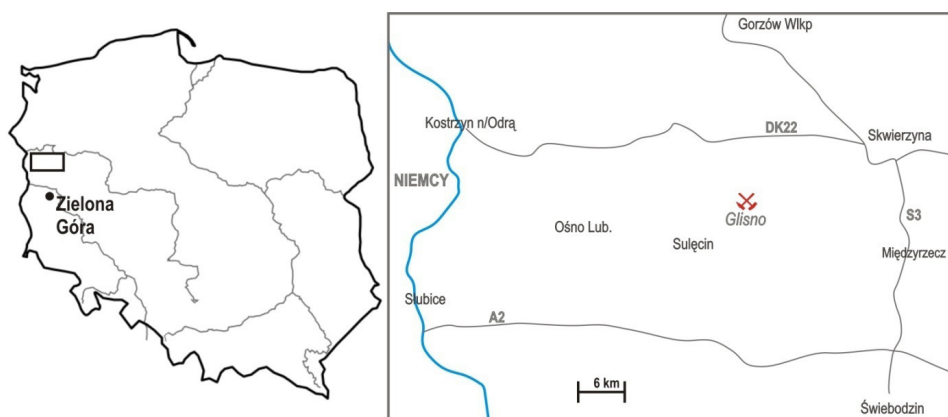 Zielona
Góra
Gorzów Wlkp
Kostrzyn n/Odrą
DK22
Skwierzyna
NIEMCY
Glisno
Ośno Lub.
S3
Sulęcin
Międzyrzecz
Słubice
A2
6 km
Świebodzin